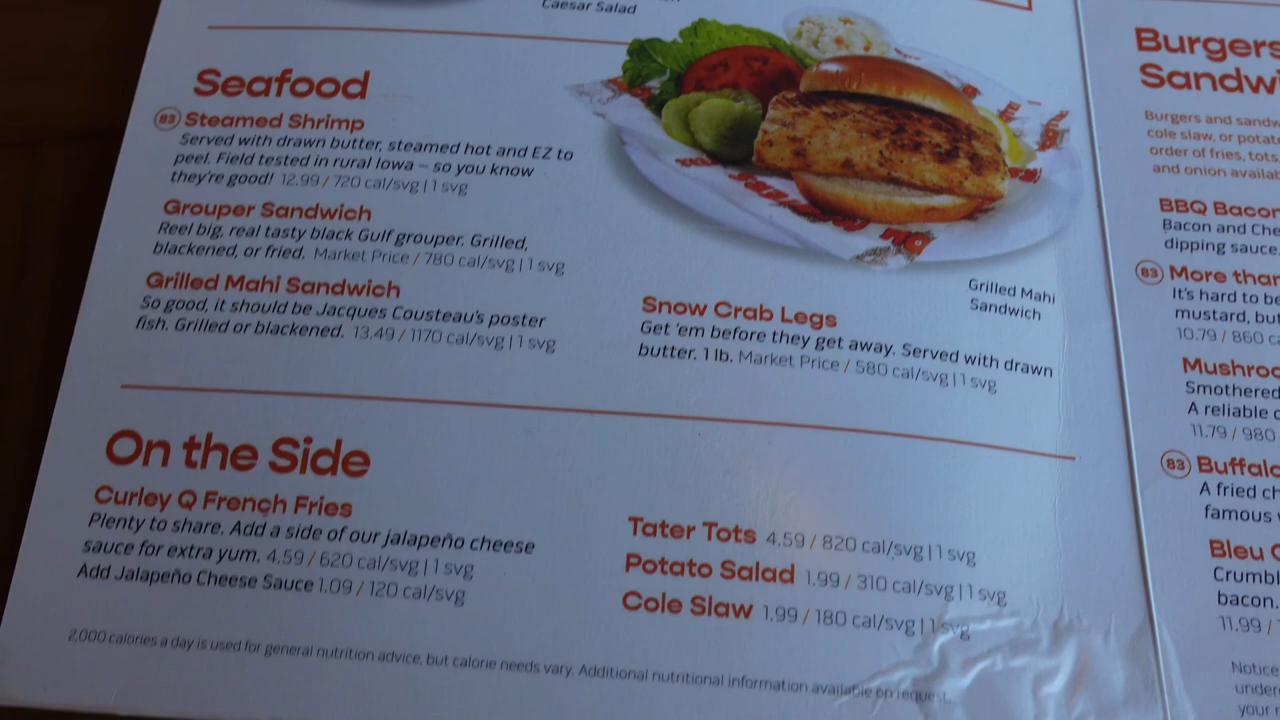 Caesar Salad
Seafood
83 Steamed Shrimp
Served with drawn butter, steamed hot and EZ to
peel. Field tested in rural Iowa – so you know
they're good! 12.99 / 720 cal/svg | 1 svg
Grouper Sandwich
Reel big, real tasty black Gulf grouper. Grilled,
blackened, or fried. Market Price / 780 cal/svg | 1 svg
Grilled Mahi Sandwich
So good, it should be Jacques Cousteau's poster
fish. Grilled or blackened. 13.49 / 1170 cal/svg | 1 svg
Grilled Mahi
Sandwich
Snow Crab Legs
Get 'em before they get away. Served with drawn
butter. 1 lb. Market Price / 580 cal/svg | 1 svg
On the Side
Curley Q French Fries
Plenty to share. Add a side of our jalapeño cheese
sauce for extra yum. 4.59 / 620 cal/svg | 1 svg
Add Jalapeño Cheese Sauce 1.09 / 120 cal/svg
Tater Tots 4.59 / 820 cal/svg | 1 svg
Potato Salad 1.99 / 310 cal/svg | 1 svg
Cole Slaw 1.99 / 180 cal/svg | 1 svg
2,000 calories a day is used for general nutrition advice, but calorie needs vary. Additional nutritional information available on request.
Burgers
Sandwi
Burgers and sandw
cole slaw, or potat
order of fries, tots
and onion availab
BBQ Bacon
Bacon and Che
dipping sauce.
83 More than
It's hard to be
mustard, but
10.79 / 860 ca
Mushroo
Smothered
A reliable c
11.79 / 980
83 Buffalo
A fried ch
famous
Bleu C
Crumbl
bacon.
11.99 /
Notice
unde
your